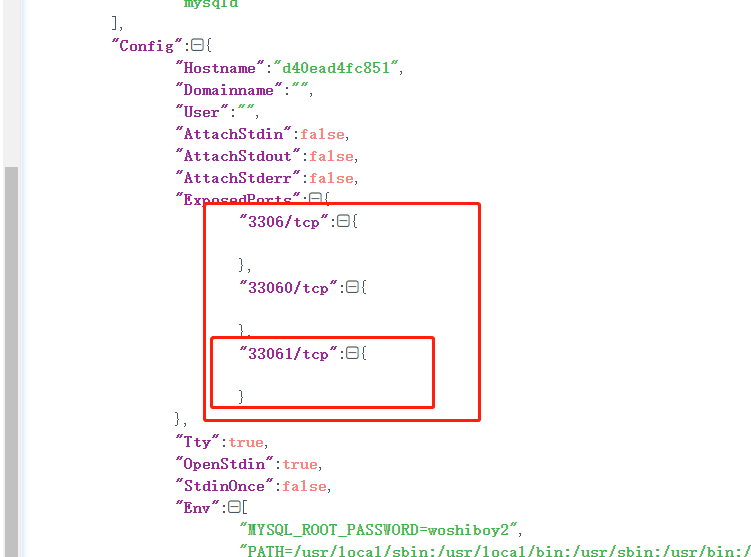 "mysqld"
],
"Config":{
"Hostname":"d40ead4fc851",
"Domainname":"",
"User":"",
"AttachStdin":false,
"AttachStdout":false,
"AttachStderr":false,
"ExposedPorts":{
"3306/tcp":{
},
"33060/tcp":{
},
"33061/tcp":{
}
},
"Tty":true,
"OpenStdin":true,
"StdinOnce":false,
"Env":[
"MYSQL_ROOT_PASSWORD=woshiboy2",
"PATH=/usr/local/sbin:/usr/local/bin:/usr/sbin:/usr/bin:/